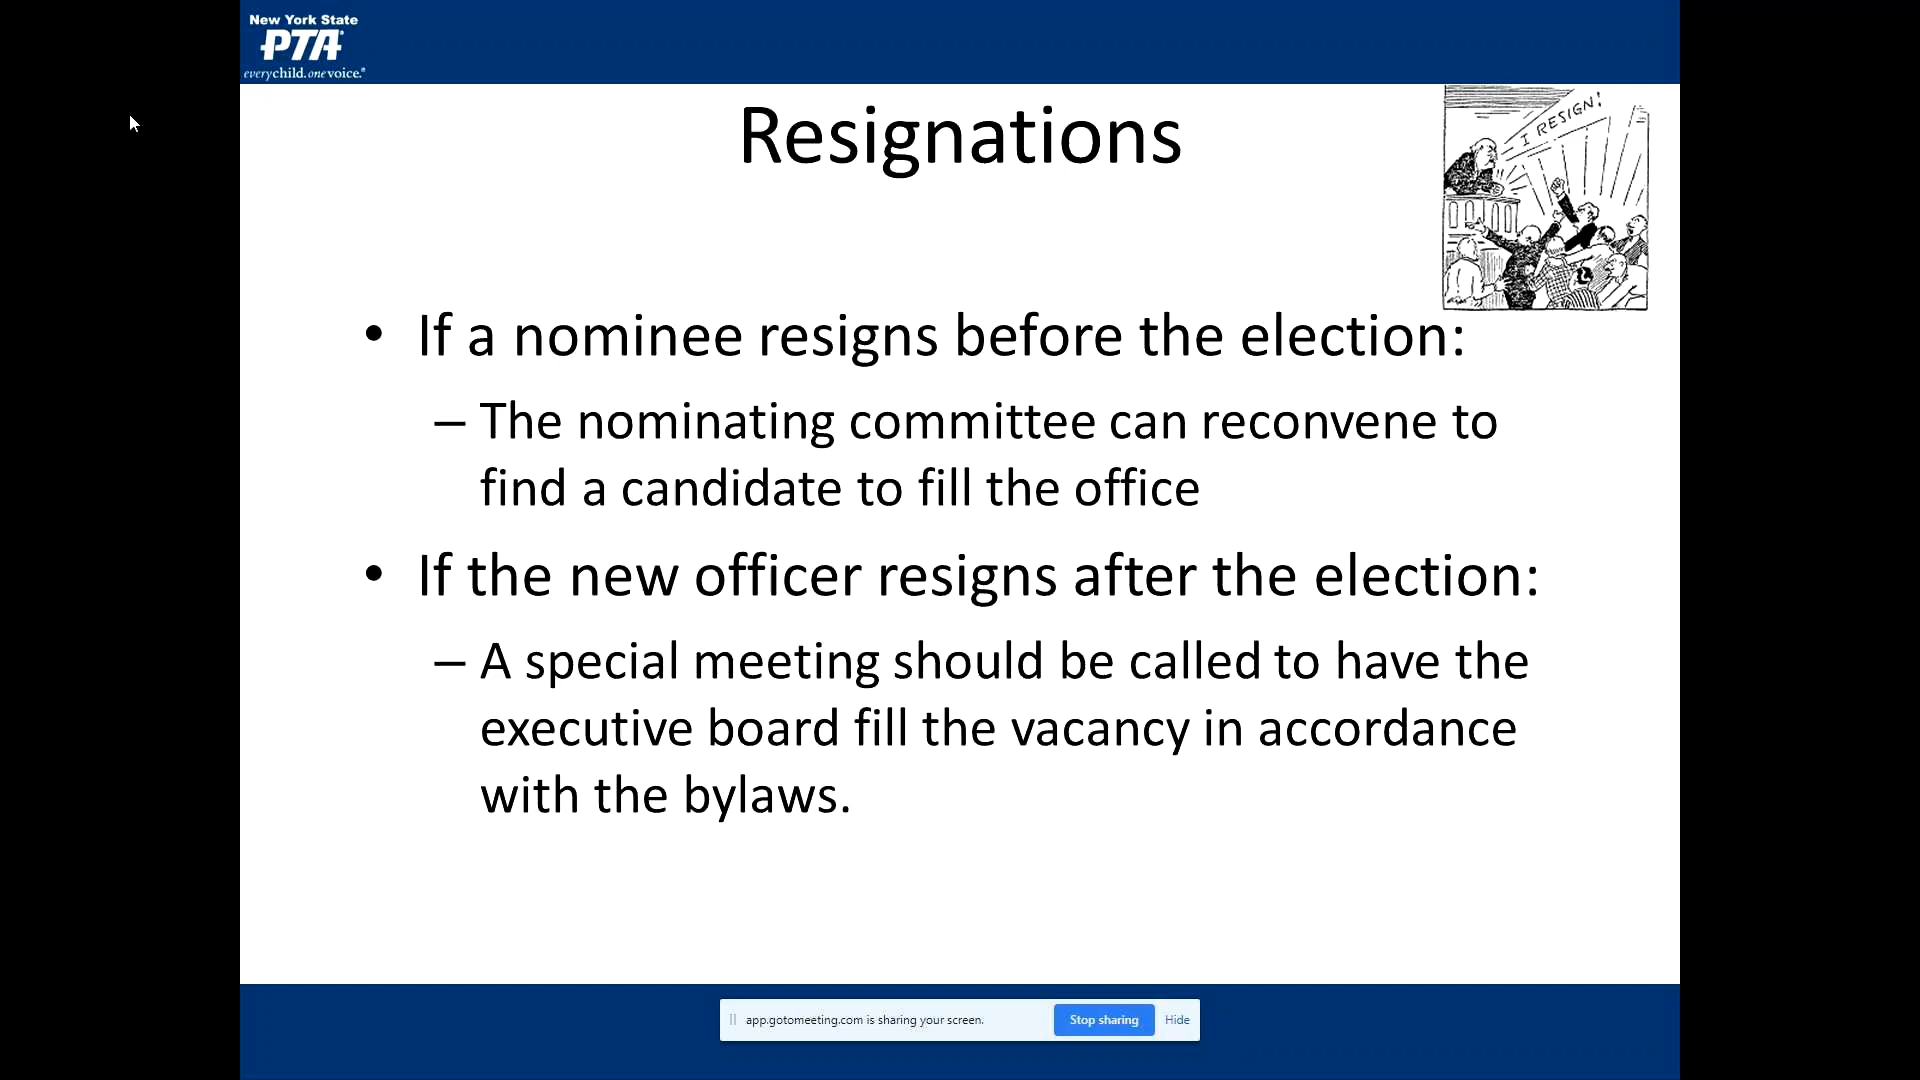 New York State
PTA
everychild.onevoice.®
Resignations
I RESIGN!
• If a nominee resigns before the election:
– The nominating committee can reconvene to
find a candidate to fill the office
• If the new officer resigns after the election:
– A special meeting should be called to have the
executive board fill the vacancy in accordance
with the bylaws.
app.gotomeeting.com is sharing your screen.
Stop sharing
Hide